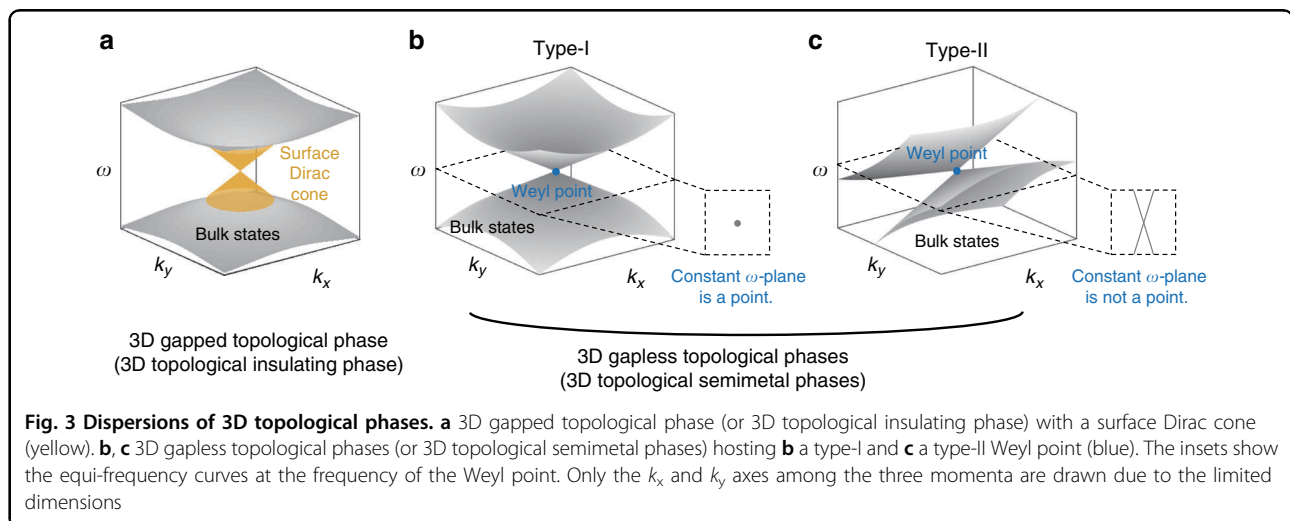 a
b
c
Type-I
Type-II
ω
Surface
Dirac
cone
Bulk states
k_y
k_x
ω
Weyl point
Bulk states
k_y
k_x
Constant ω-plane
is a point.
ω
Weyl point
Bulk states
k_y
k_x
Constant ω-plane
is not a point.
3D gapped topological phase
(3D topological insulating phase)
3D gapless topological phases
(3D topological semimetal phases)
Fig. 3 Dispersions of 3D topological phases. a 3D gapped topological phase (or 3D topological insulating phase) with a surface Dirac cone
(yellow). b, c 3D gapless topological phases (or 3D topological semimetal phases) hosting b a type-I and c a type-II Weyl point (blue). The insets show
the equi-frequency curves at the frequency of the Weyl point. Only the k_x and k_y axes among the three momenta are drawn due to the limited
dimensions